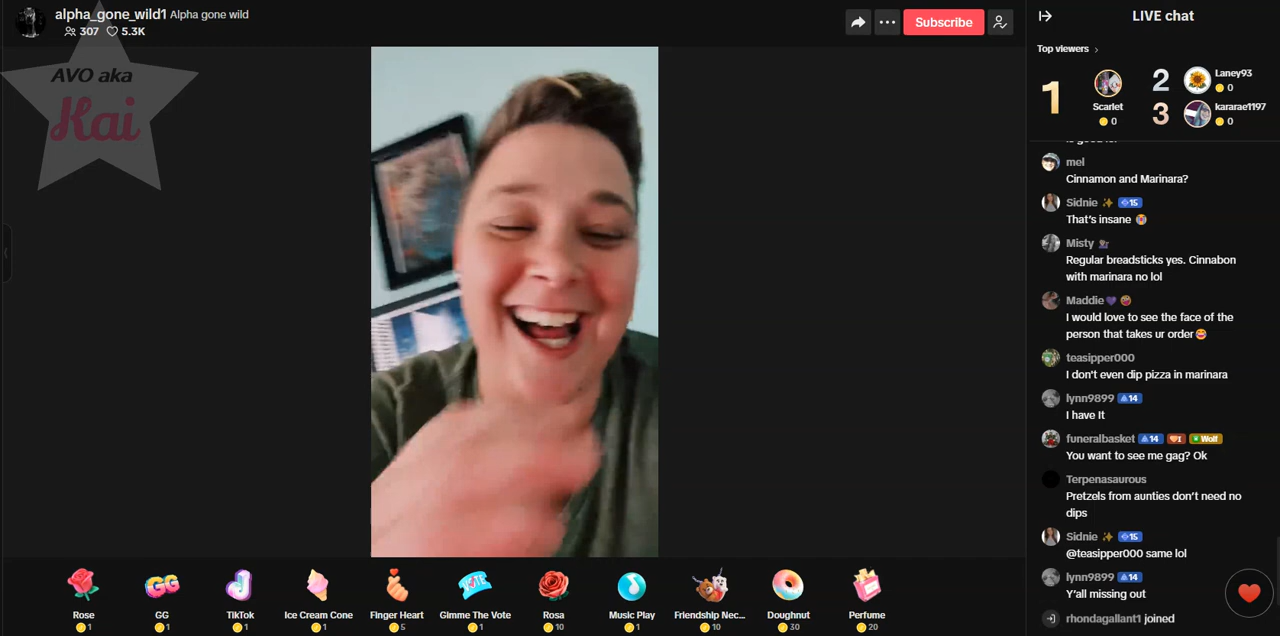 alpha_gone_wild1 Alpha gone wild
307 5.3K
Subscribe
AVO aka
Kai
LIVE chat
Top viewers
1
Scarlet
0
2
Laney93
0
3
kararae1197
0
mel
Cinnamon and Marinara?
Sidnie 15
That's insane 😭
Misty
Regular breadsticks yes. Cinnabon
with marinara no lol
Maddie
I would love to see the face of the
person that takes ur order😂
teasipper000
I don't even dip pizza in marinara
lynn9899 14
I have It
funeralbasket 14 1 Wolf
You want to see me gag? Ok
Terpenasaurous
Pretzels from aunties don't need no
dips
Sidnie 15
@teasipper000 same lol
lynn9899 14
Y'all missing out
rhondagallant1 joined
GG
VOTE
Rose
1
GG
1
TikTok
1
Ice Cream Cone
1
Finger Heart
5
Gimme The Vote
1
Rosa
10
Music Play
1
Friendship Nec...
10
Doughnut
30
Perfume
20